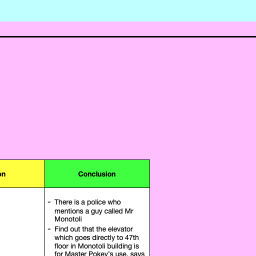 on Conclusion
- There is a police who
mentions a guy called Mr
Monotoli
- Find out that the elevator
which goes directly to 47th
floor in Monotoli building is
for Master Pokey's use, says